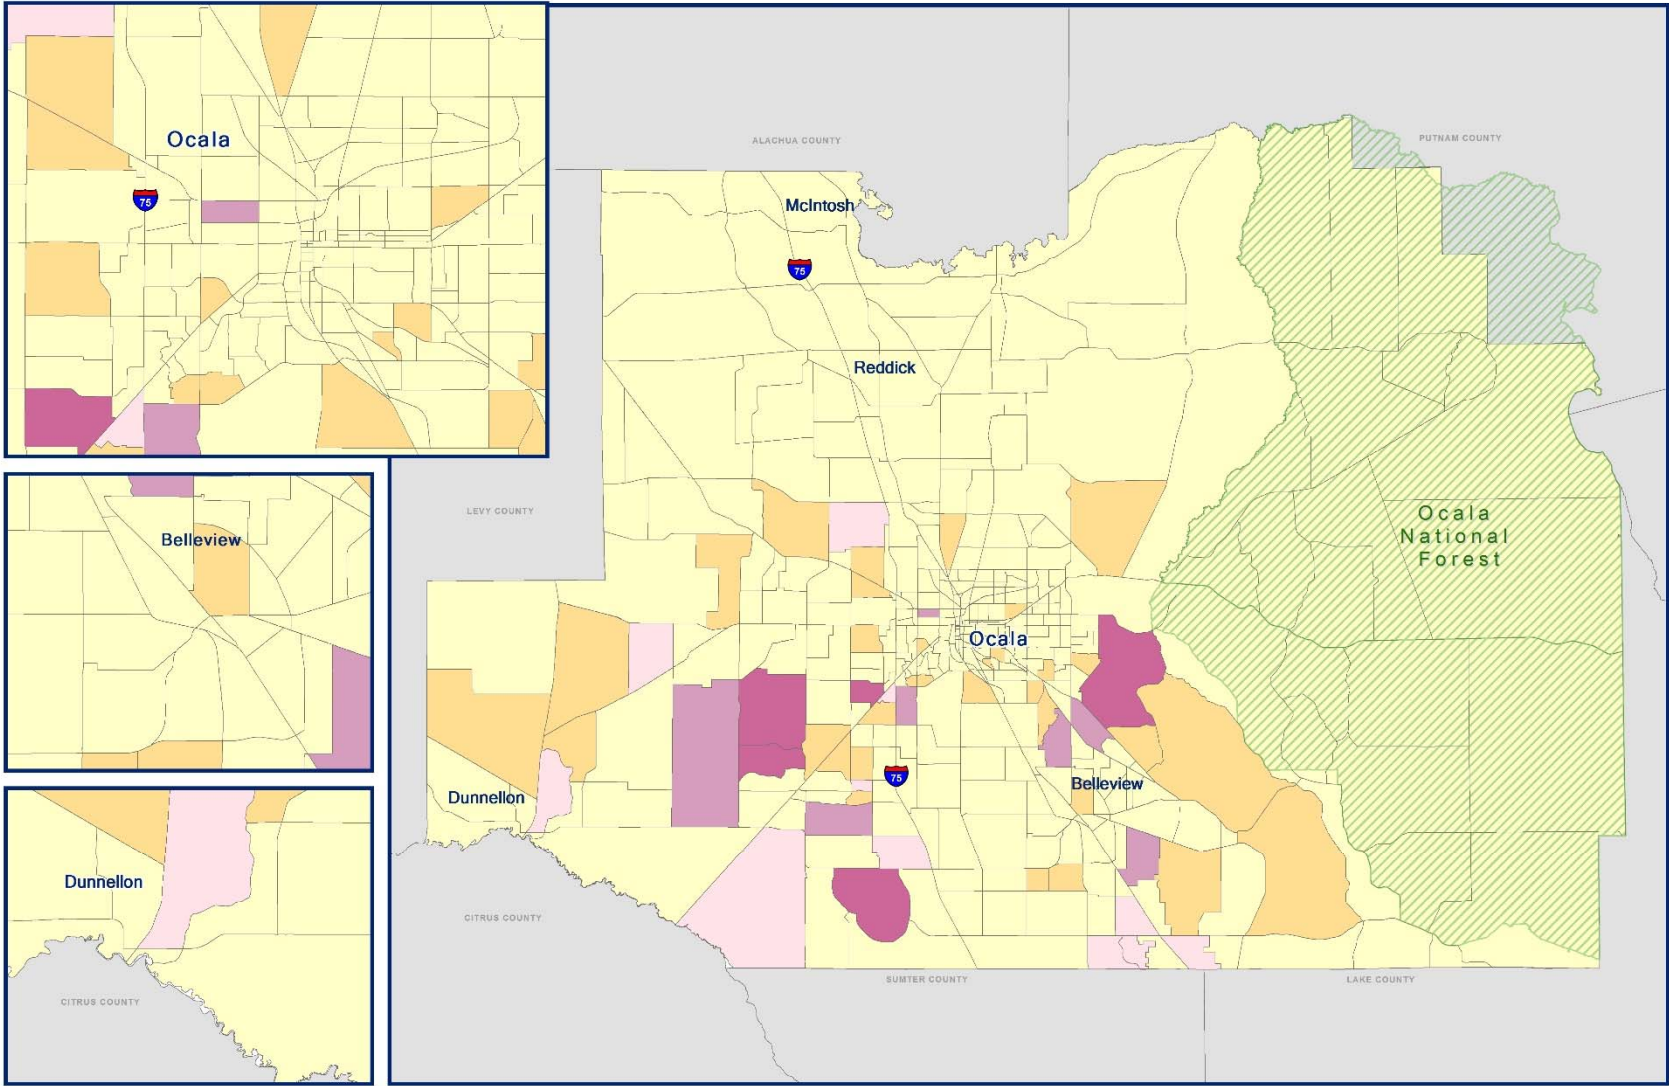 Ocala
75
Belleview
Dunnellon
CITRUS COUNTY
ALACHUA COUNTY
PUTNAM COUNTY
McIntosh
75
Reddick
LEVY COUNTY
Ocala
National
Forest
Ocala
75
Belleview
Dunnellon
CITRUS COUNTY
SUMTER COUNTY
LAKE COUNTY